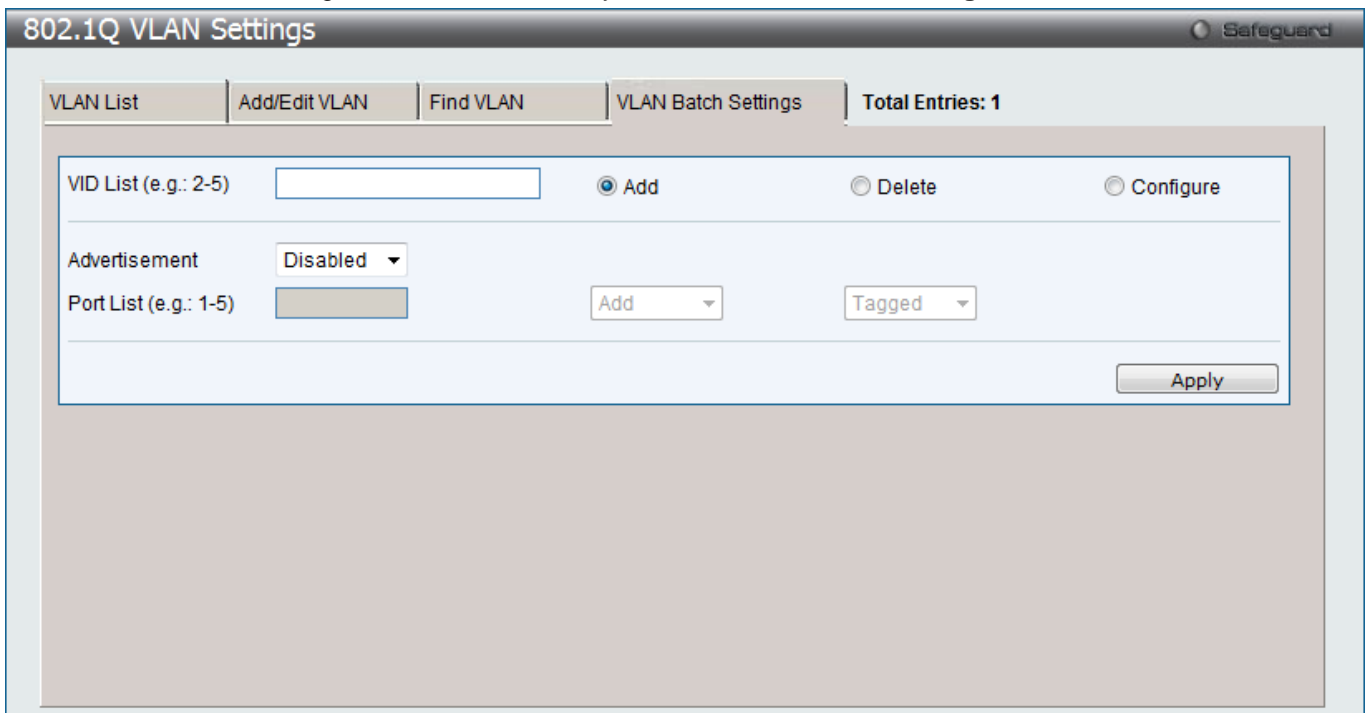 802.1Q VLAN Settings Safeguard
VLAN List Add/Edit VLAN Find VLAN VLAN Batch Settings Total Entries: 1
VID List (e.g.: 2-5) Add Delete Configure
Advertisement Disabled
Port List (e.g.: 1-5) Add Tagged
Apply